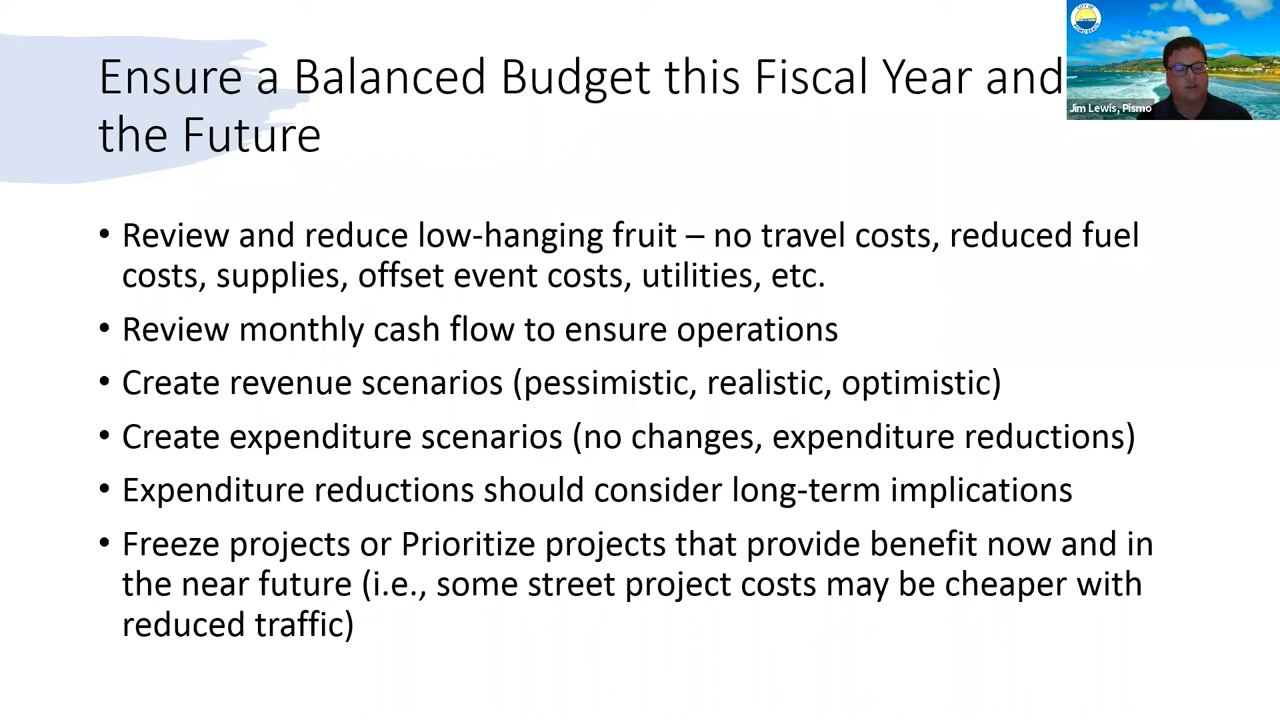 Ensure a Balanced Budget this Fiscal Year and
the Future
CITY OF
PISMO BEACH
Jim Lewis, Pismo
• Review and reduce low-hanging fruit – no travel costs, reduced fuel
costs, supplies, offset event costs, utilities, etc.
• Review monthly cash flow to ensure operations
• Create revenue scenarios (pessimistic, realistic, optimistic)
• Create expenditure scenarios (no changes, expenditure reductions)
• Expenditure reductions should consider long-term implications
• Freeze projects or Prioritize projects that provide benefit now and in
the near future (i.e., some street project costs may be cheaper with
reduced traffic)